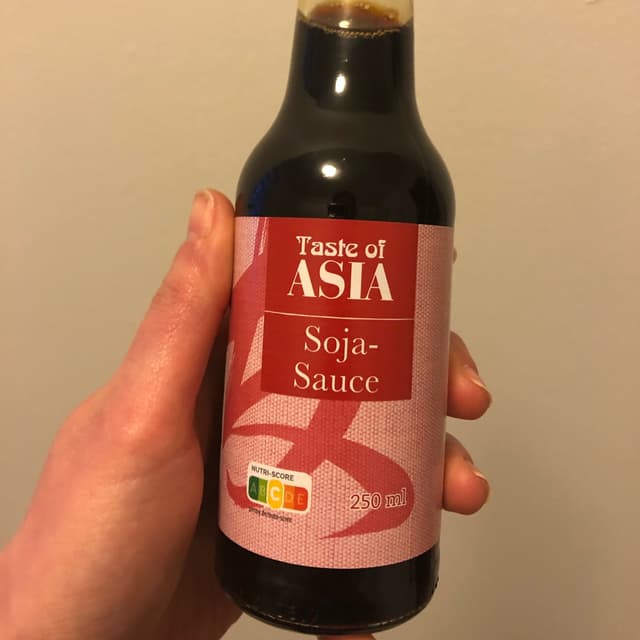 Taste of
ASIA
Soja-
Sauce
NUTRI-SCORE
A B C D E
250 ml